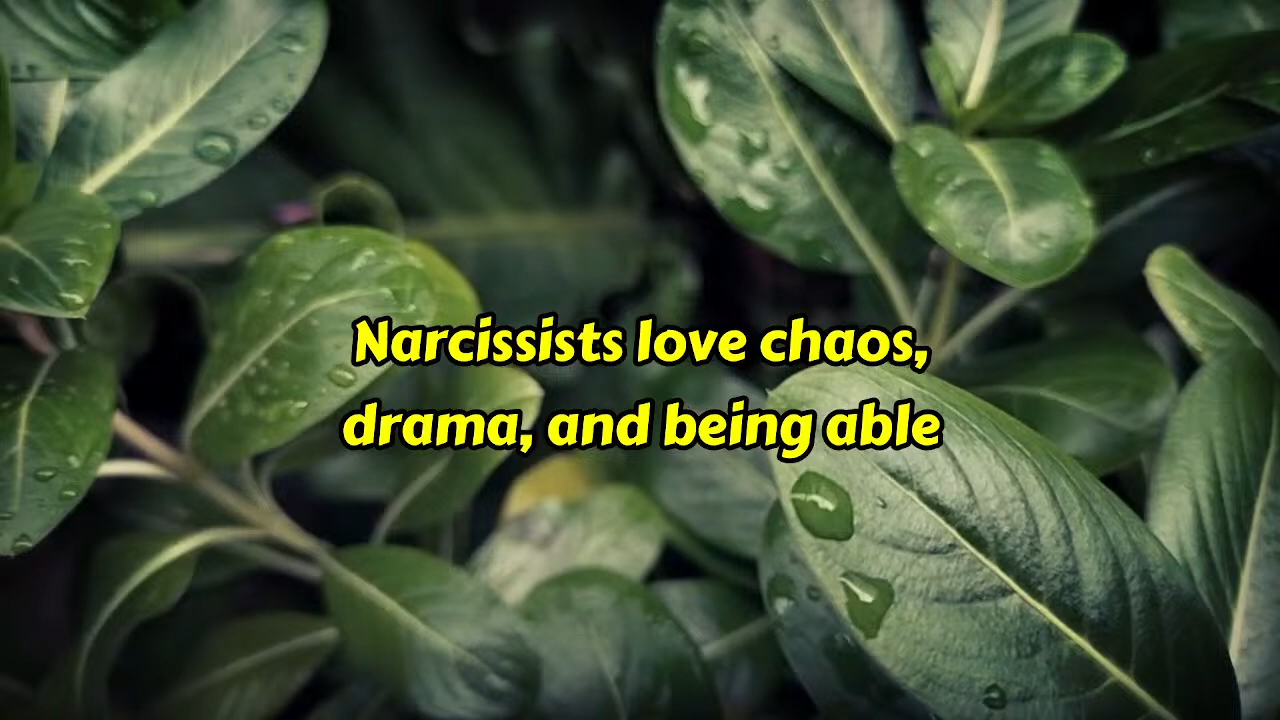 Narcissists love chaos,
drama, and being able